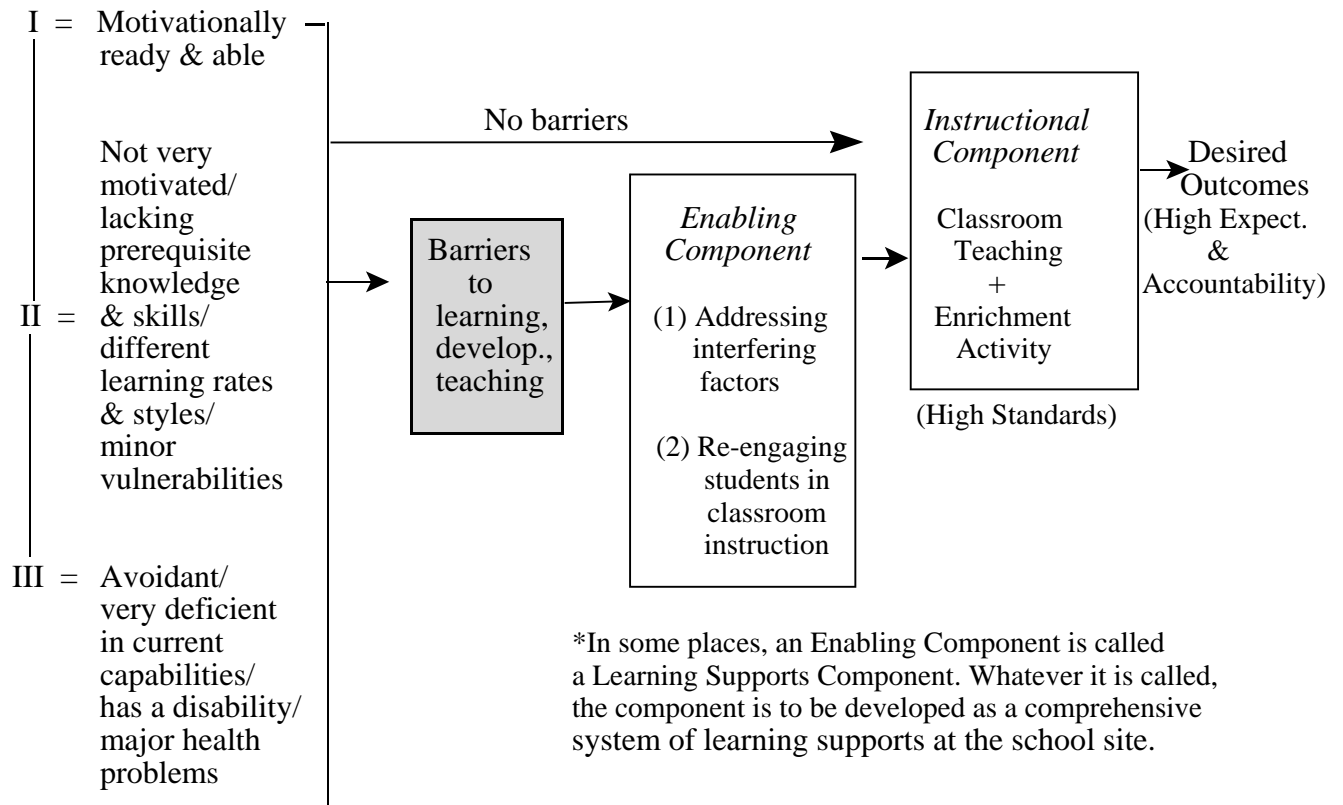 I = Motivationally
ready & able
No barriers
Not very
motivated/
lacking
prerequisite
knowledge
II = & skills/
different
learning rates
& styles/
minor
vulnerabilities
III = Avoidant/
very deficient
in current
capabilities/
has a disability/
major health
problems
Barriers
to
learning,
develop.,
teaching
Enabling
Component
(1) Addressing
interfering
factors
(2) Re-engaging
students in
classroom
instruction
Instructional
Component
Classroom
Teaching
+
Enrichment
Activity
(High Standards)
Desired
Outcomes
(High Expect.
&
Accountability)
*In some places, an Enabling Component is called
a Learning Supports Component. Whatever it is called,
the component is to be developed as a comprehensive
system of learning supports at the school site.